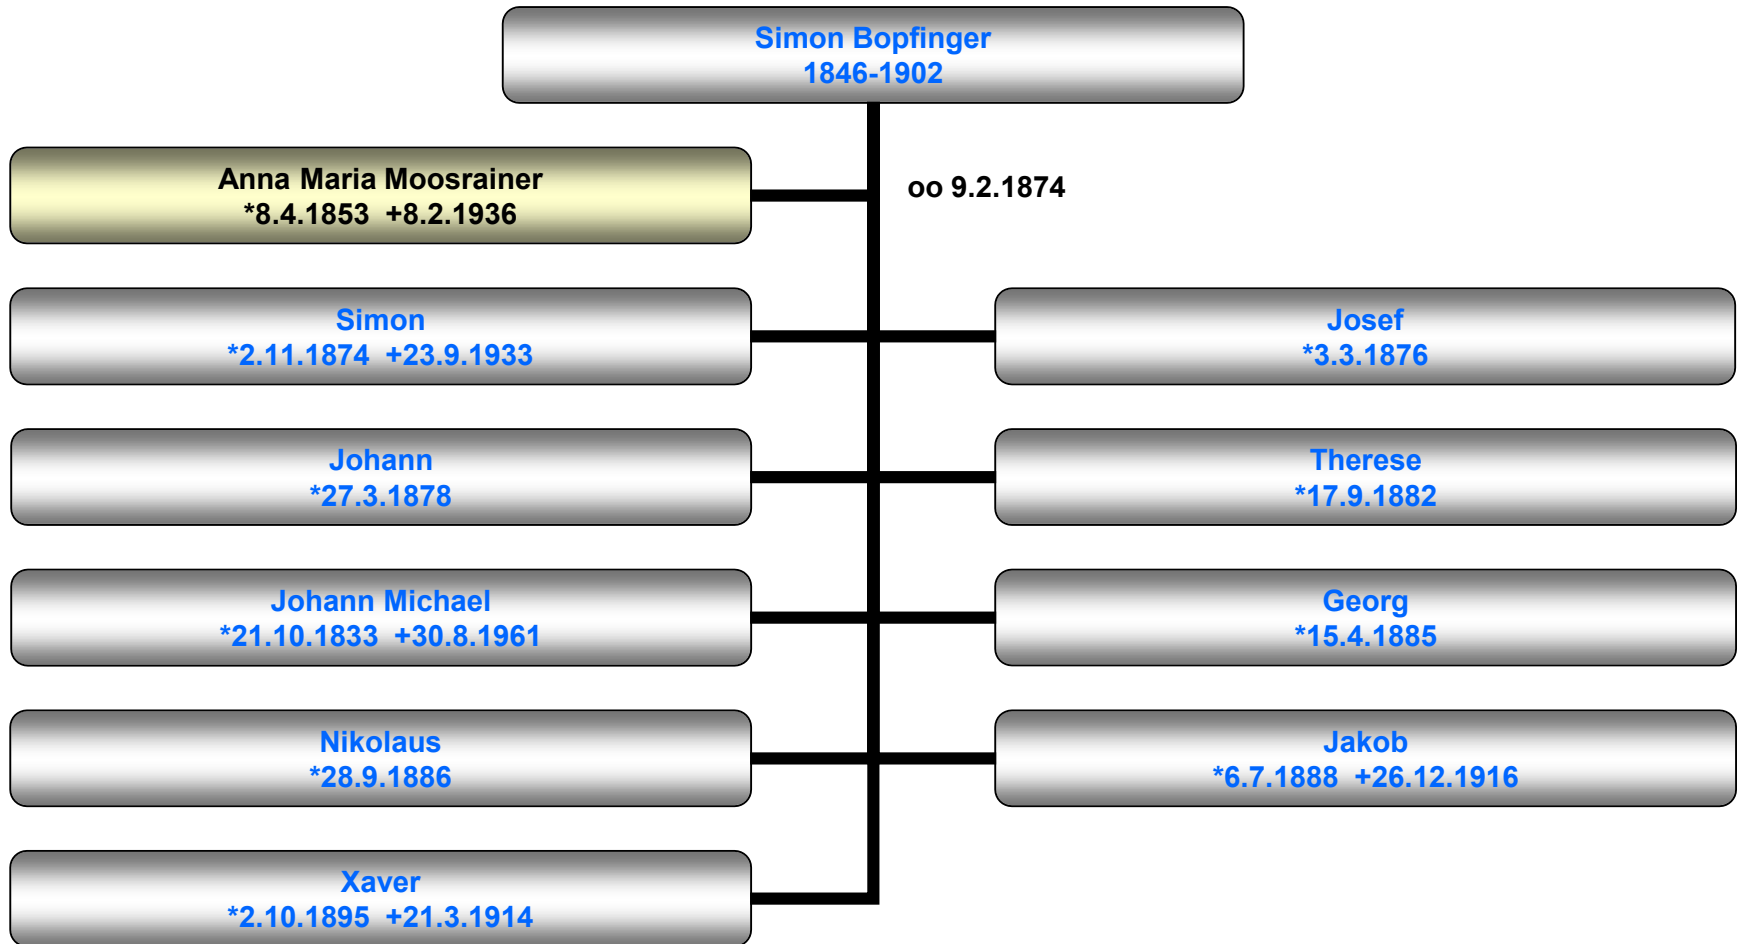 Simon Bopfinger
1846-1902
Anna Maria Moosrainer
*8.4.1853  +8.2.1936
oo 9.2.1874
Simon
*2.11.1874  +23.9.1933
Josef
*3.3.1876
Johann
*27.3.1878
Therese
*17.9.1882
Johann Michael
*21.10.1833  +30.8.1961
Georg
*15.4.1885
Nikolaus
*28.9.1886
Jakob
*6.7.1888  +26.12.1916
Xaver
*2.10.1895  +21.3.1914